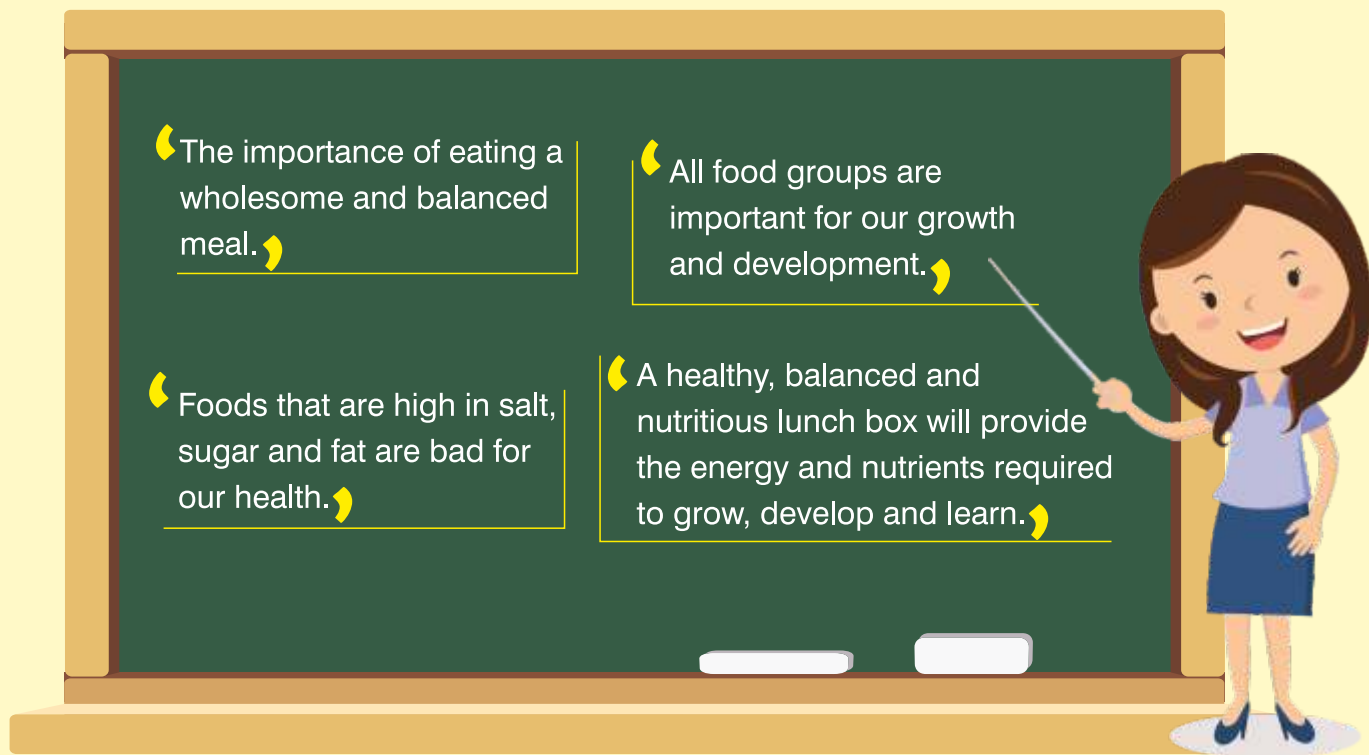 ‘The importance of eating a
wholesome and balanced
meal.’
‘All food groups are
important for our growth
and development.’
‘Foods that are high in salt,
sugar and fat are bad for
our health.’
‘A healthy, balanced and
nutritious lunch box will provide
the energy and nutrients required
to grow, develop and learn.’